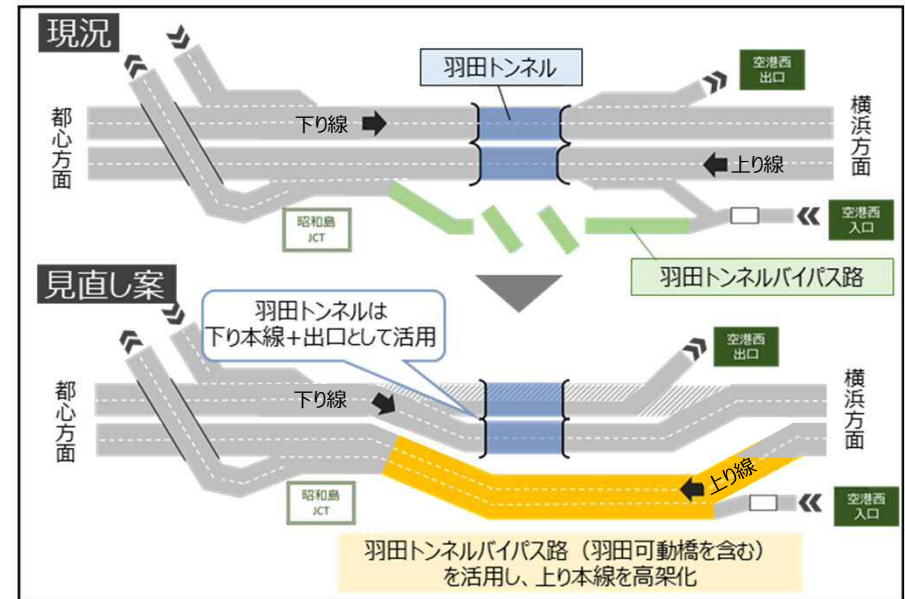 現況
羽田トンネル
空港西
出口
都心方面
下り線
横浜方面
上り線
昭和島
JCT
空港西
入口
羽田トンネルバイパス路
見直し案
羽田トンネルは
下り本線+出口として活用
空港西
出口
都心方面
下り線
横浜方面
上り線
昭和島
JCT
空港西
入口
羽田トンネルバイパス路（羽田可動橋を含む）
を活用し、上り本線を高架化